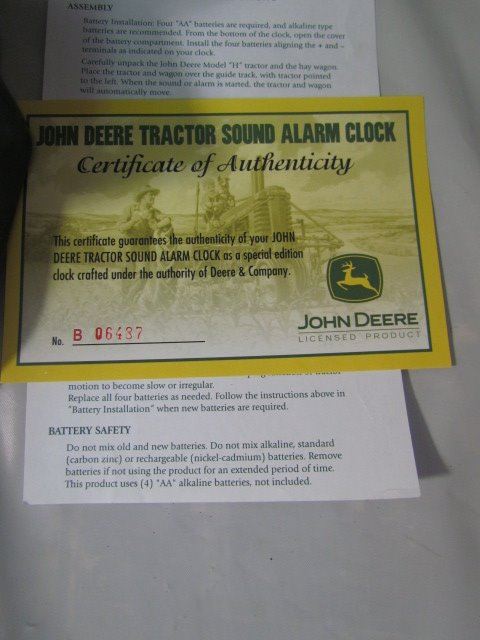 ASSEMBLY
Battery Installation: Four "AA" batteries are required, and alkaline type
batteries are recommended. From the bottom of the clock, open the cover
of the battery compartment. Install the four batteries aligning the + and –
terminals as indicated on your clock.
Carefully unpack the John Deere Model "H" tractor and the hay wagon.
Place the tractor and wagon over the guide track, with tractor pointed
to the left. When the sound or alarm is started, the tractor and wagon
will automatically move.
JOHN DEERE TRACTOR SOUND ALARM CLOCK
Certificate of Authenticity
This certificate guarantees the authenticity of your JOHN
DEERE TRACTOR SOUND ALARM CLOCK as a special edition
clock crafted under the authority of Deere & Company.
No. B 06437
JOHN DEERE
LICENSED PRODUCT
motion to become slow or irregular.
Replace all four batteries as needed. Follow the instructions above in
"Battery Installation" when new batteries are required.
BATTERY SAFETY
Do not mix old and new batteries. Do not mix alkaline, standard
(carbon zinc) or rechargeable (nickel-cadmium) batteries. Remove
batteries if not using the product for an extended period of time.
This product uses (4) "AA" alkaline batteries, not included.